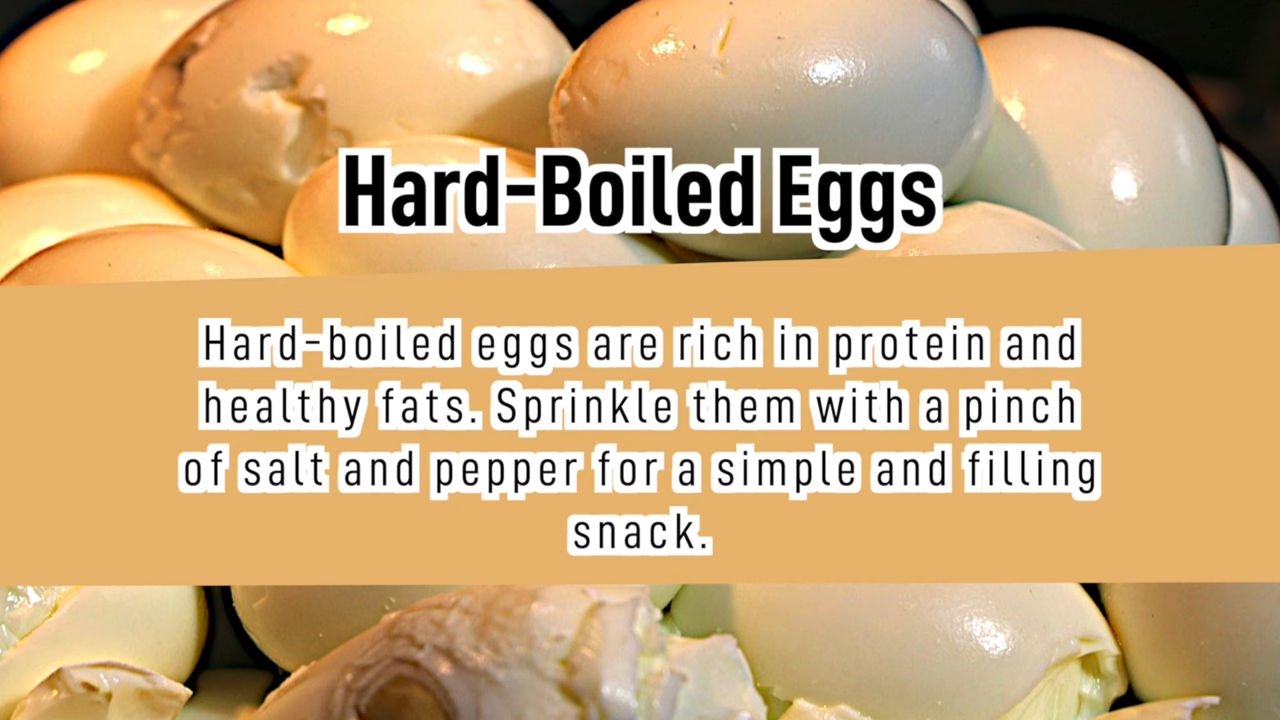 Hard-Boiled Eggs
Hard-boiled eggs are rich in protein and
healthy fats. Sprinkle them with a pinch
of salt and pepper for a simple and filling
snack.